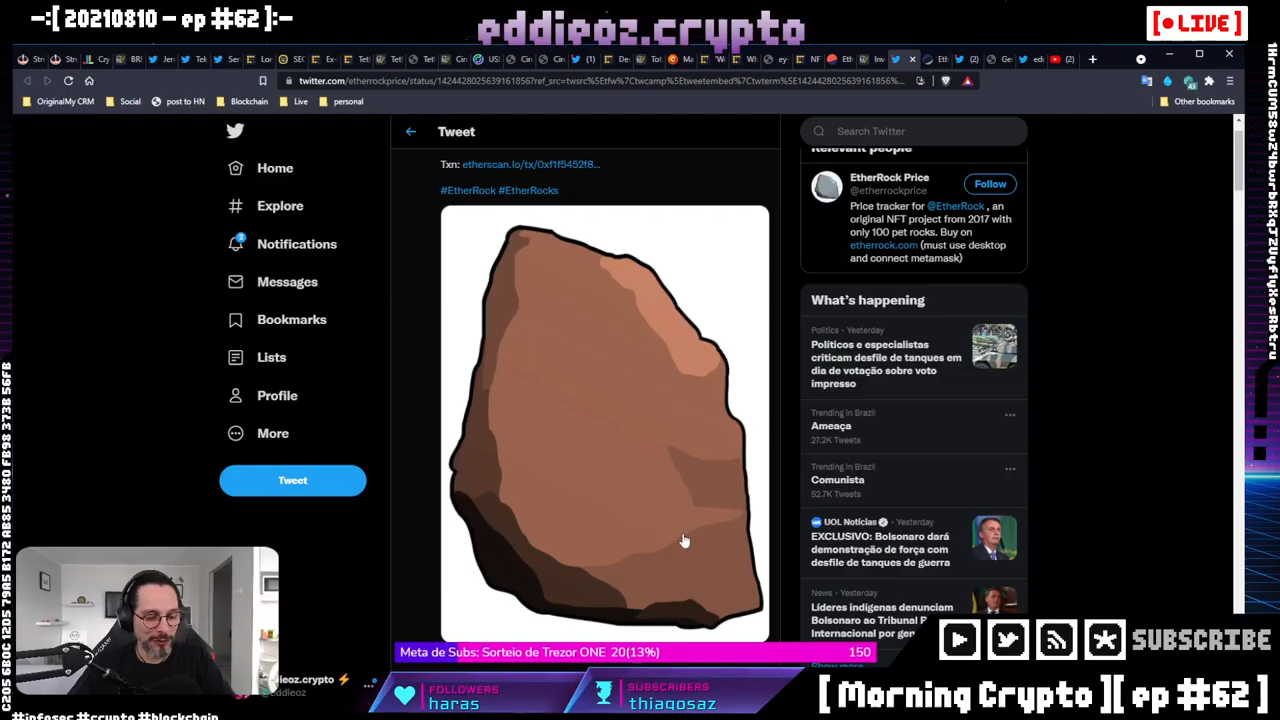 -:[ 20210810 - ep #62 ]:-
eddieoz.crypto
[● LIVE ]
twitter.com/etherrockprice/status/1424428025639161856?ref_src=twsrc%5Etfw%7Ctwcamp%5Etweetembed%7Ctwterm%5E1424428025639161856%...
OriginalMy CRM
Social
post to HN
Blockchain
Live
personal
Other bookmarks
Home
Explore
Notifications
Messages
Bookmarks
Lists
Profile
More
Tweet
Tweet
Txn: etherscan.io/tx/0xf1f5452f8...
#EtherRock #EtherRocks
Search Twitter
Relevant people
EtherRock Price
@etherrockprice
Follow
Price tracker for @EtherRock , an
original NFT project from 2017 with
only 100 pet rocks. Buy on
etherrock.com (must use desktop
and connect metamask)
What's happening
Politics · Yesterday
Políticos e especialistas
criticam desfile de tanques em
dia de votação sobre voto
impresso
Trending in Brazil
Ameaça
27.2K Tweets
Trending in Brazil
Comunista
52.7K Tweets
UOL Notícias · Yesterday
EXCLUSIVO: Bolsonaro dará
demonstração de força com
desfile de tanques de guerra
News · Yesterday
Líderes indígenas denunciam
Bolsonaro ao Tribunal P
Internacional por gen
Show more
Meta de Subs: Sorteio de Trezor ONE 20(13%)
150
SUBSCRIBE
FOLLOWERS
haras
SUBSCRIBERS
thiagosaz
[ Morning Crypto ][ ep #62 ]
ieoz.crypto ⚡
@eddieoz
#infosec #crypto #blockchain